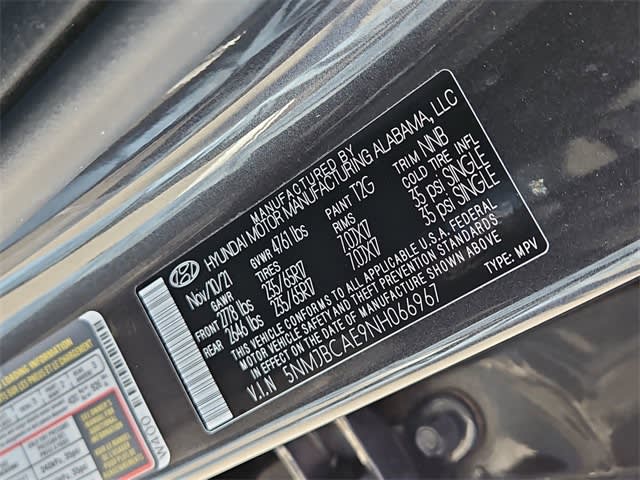 MANUFACTURED BY
HYUNDAI MOTOR MANUFACTURING ALABAMA, LLC
Nov/10/21 GVWR 4761 lbs PAINT T2G TRIM NNB
GAWR TIRES RIMS COLD TIRE INFL
FRONT 2778 lbs 235/65R17 7.0JX17 35 psi SINGLE
REAR 2646 lbs 235/65R17 7.0JX17 35 psi SINGLE
THIS VEHICLE CONFORMS TO ALL APPLICABLE U.S.A. FEDERAL
MOTOR VEHICLE SAFETY AND THEFT PREVENTION STANDARDS
IN EFFECT ON THE DATE OF MANUFACTURE SHOWN ABOVE
V.I.N 5NMJBCAE9NH066967 TYPE: MPV